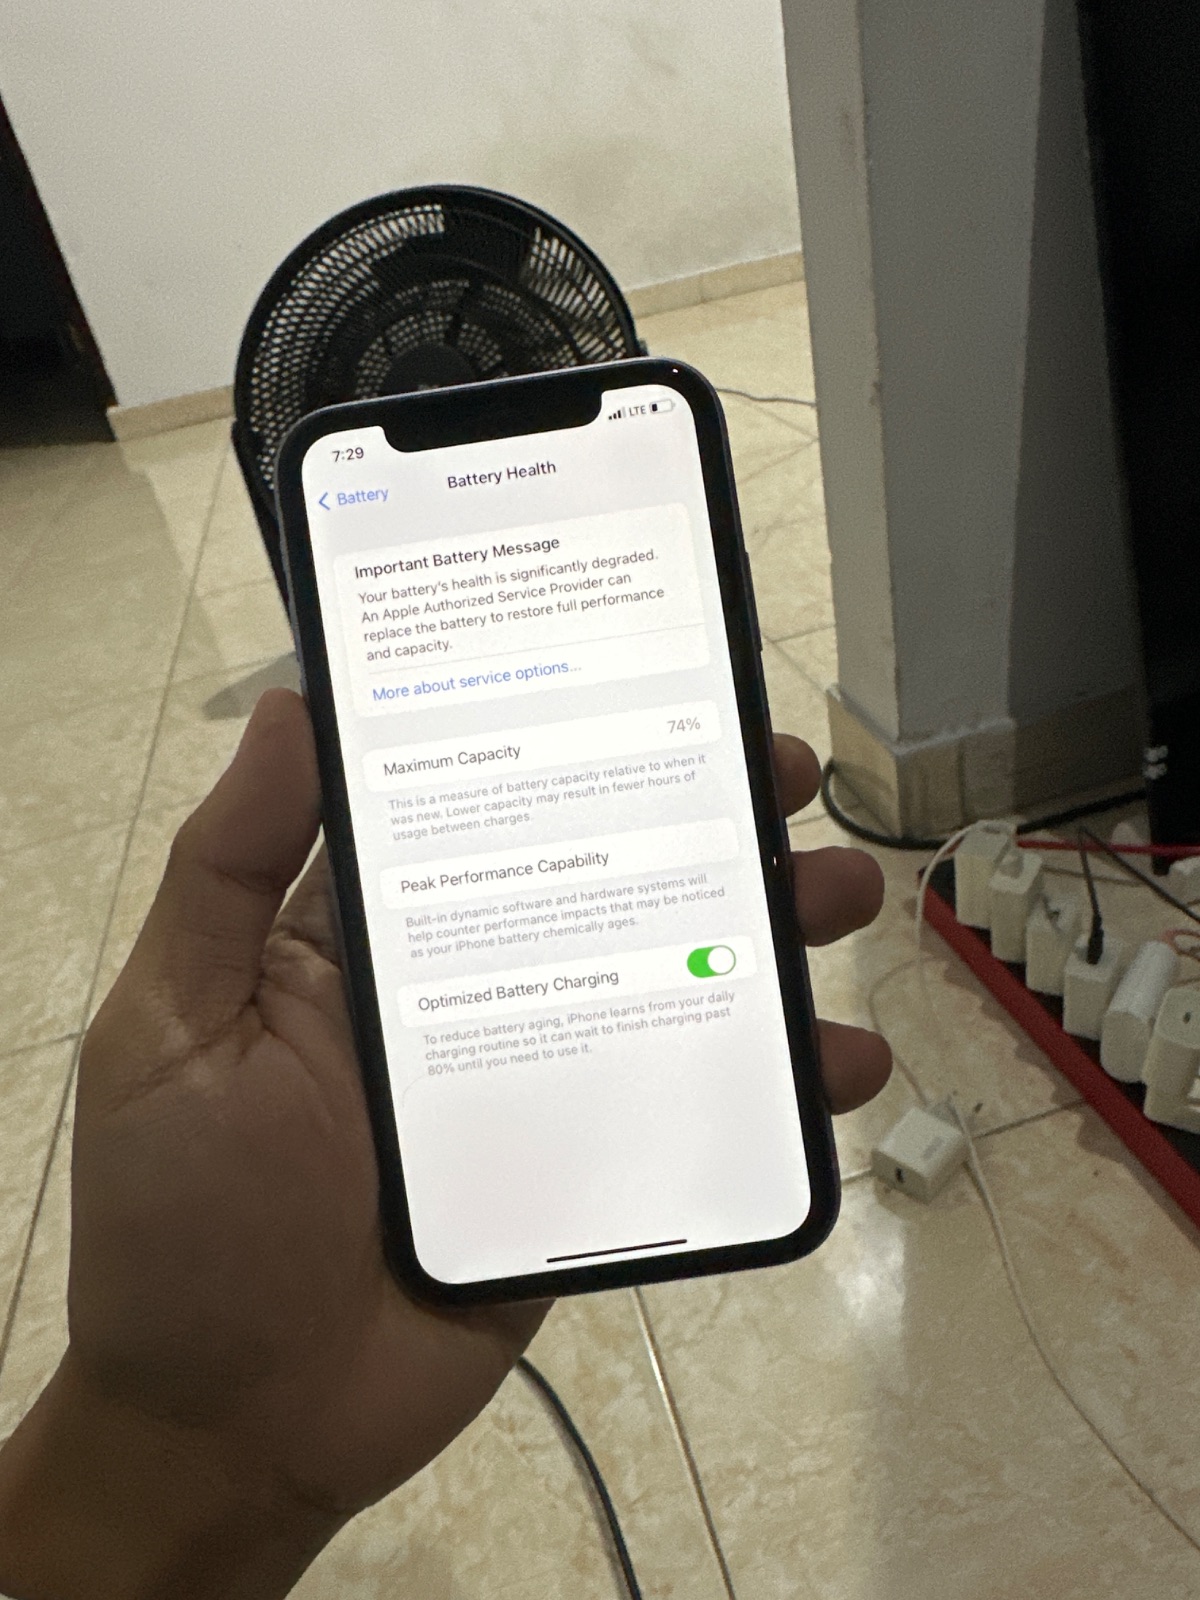 7:29
LTE
Battery
Battery Health
Important Battery Message
Your battery's health is significantly degraded.
An Apple Authorized Service Provider can
replace the battery to restore full performance
and capacity.
More about service options...
Maximum Capacity
74%
This is a measure of battery capacity relative to when it
was new. Lower capacity may result in fewer hours of
usage between charges.
Peak Performance Capability
Built-in dynamic software and hardware systems will
help counter performance impacts that may be noticed
as your iPhone battery chemically ages.
Optimized Battery Charging
To reduce battery aging, iPhone learns from your daily
charging routine so it can wait to finish charging past
80% until you need to use it.